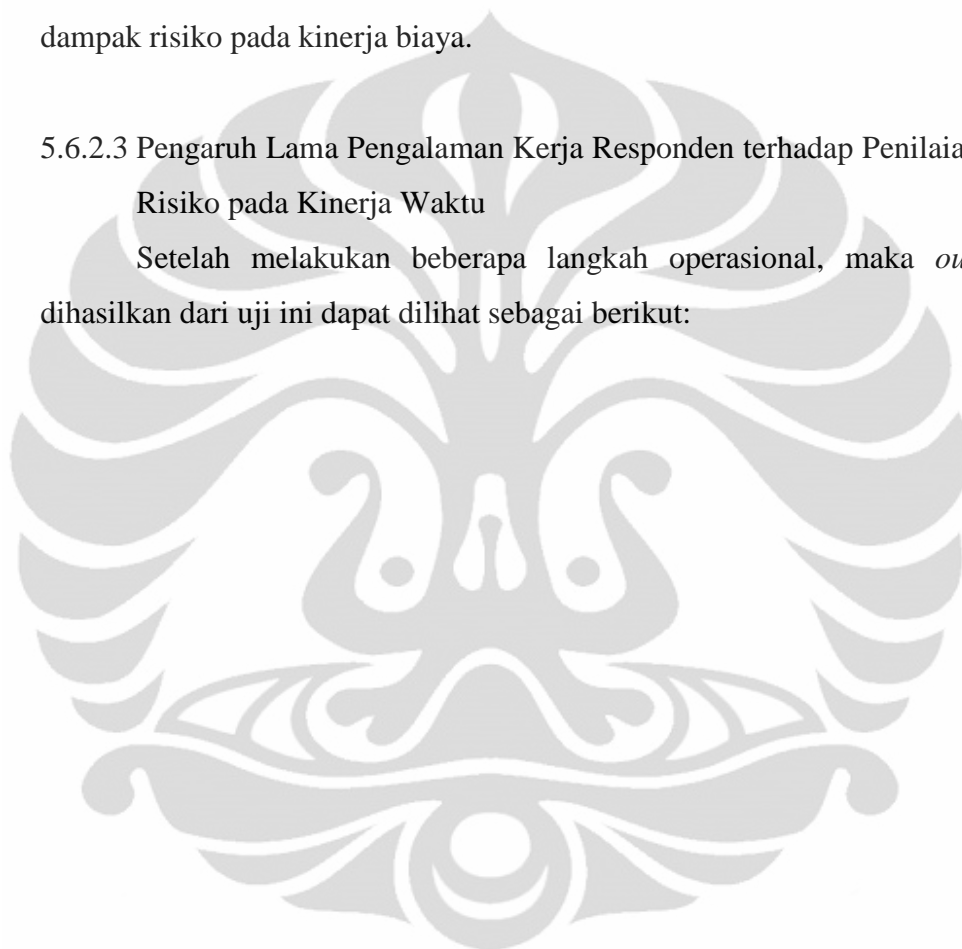 dampak risiko pada kinerja biaya.
5.6.2.3 Pengaruh Lama Pengalaman Kerja Responden terhadap Penilaia
Risiko pada Kinerja Waktu
Setelah melakukan beberapa langkah operasional, maka ou
dihasilkan dari uji ini dapat dilihat sebagai berikut: